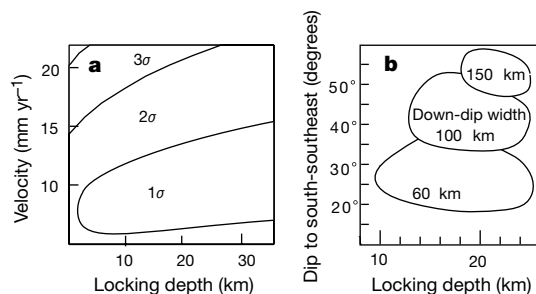 a
3σ
2σ
1σ
20
15
10
Velocity (mm yr⁻¹)
10
20
30
Locking depth (km)
b
150 km
Down-dip width
100 km
60 km
50°
40°
30°
20°
Dip to south-southeast (degrees)
10
20
Locking depth (km)